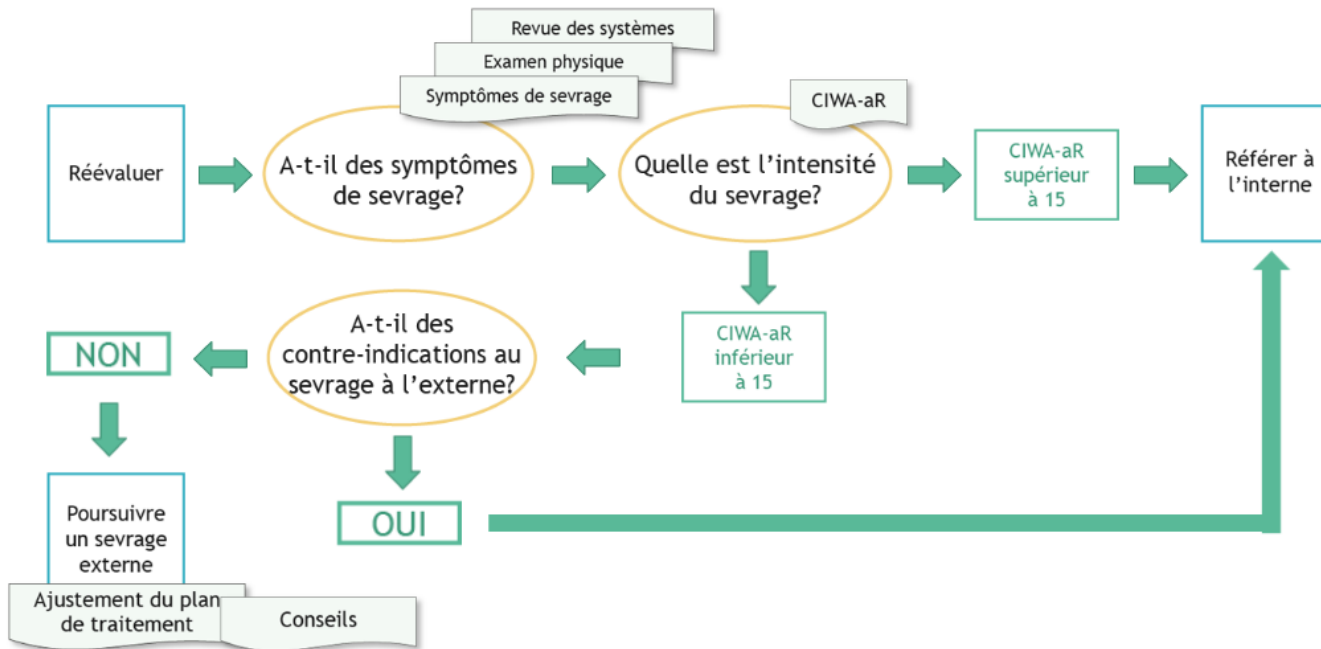 Revue des systèmes
Examen physique
Symptômes de sevrage
CIWA-aR
Réévaluer
A-t-il des symptômes
de sevrage?
Quelle est l’intensité
du sevrage?
CIWA-aR
supérieur
à 15
Référer à
l’interne
NON
A-t-il des
contre-indications au
sevrage à l’externe?
CIWA-aR
inférieur
à 15
Poursuivre
un sevrage
externe
OUI
Ajustement du plan
de traitement
Conseils